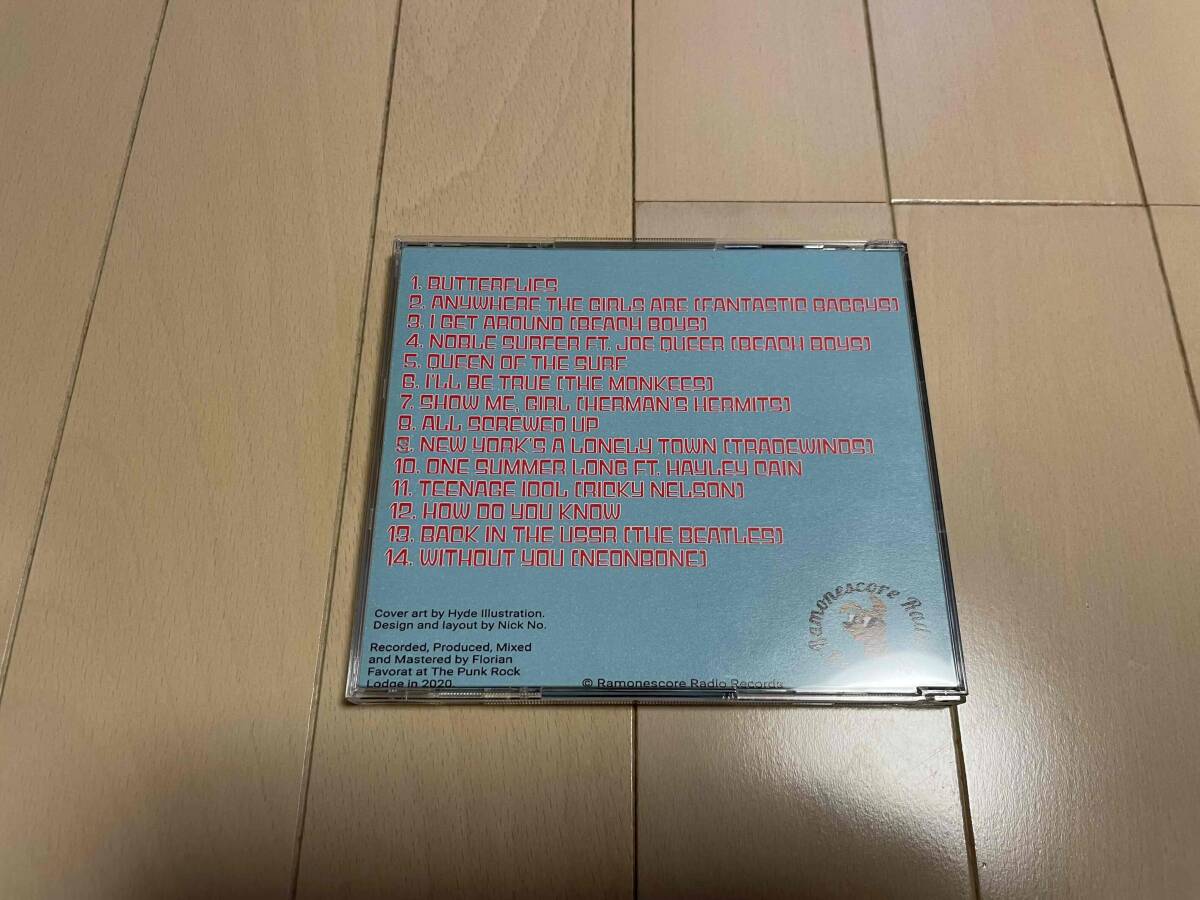 1. BUTTERFLIES
2. ANYWHERE THE GIRLS ARE (FANTASTIC BAGGYS)
3. I GET AROUND (BEACH BOYS)
4. NOBLE SURFER FT. JOE QUEER (BEACH BOYS)
5. QUEEN OF THE SURF
6. I'LL BE TRUE (THE MONKEES)
7. SHOW ME, GIRL (HERMAN'S HERMITS)
8. ALL SCREWED UP
9. NEW YORK'S A LONELY TOWN (TRADEWINDS)
10. ONE SUMMER LONG FT. HAYLEY CAIN
11. TEENAGE IDOL (RICKY NELSON)
12. HOW DO YOU KNOW
13. BACK IN THE USSR (THE BEATLES)
14. WITHOUT YOU (NEONBONE)
Cover art by Hyde Illustration.
Design and layout by Nick No.
Recorded, Produced, Mixed
and Mastered by Florian
Favorat at The Punk Rock
Lodge in 2020.
© Ramonescore Radio Records
Ramonescore Rad